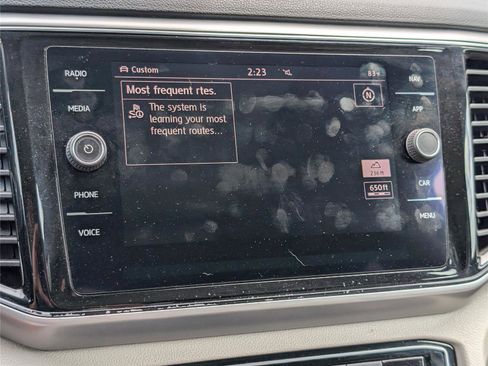 RADIO
Custom
2:23
83°F
NAV
Most frequent rtes.
The system is
learning your most
frequent routes...
N
MEDIA
APP
PHONE
650ft
CAR
VOICE
MENU